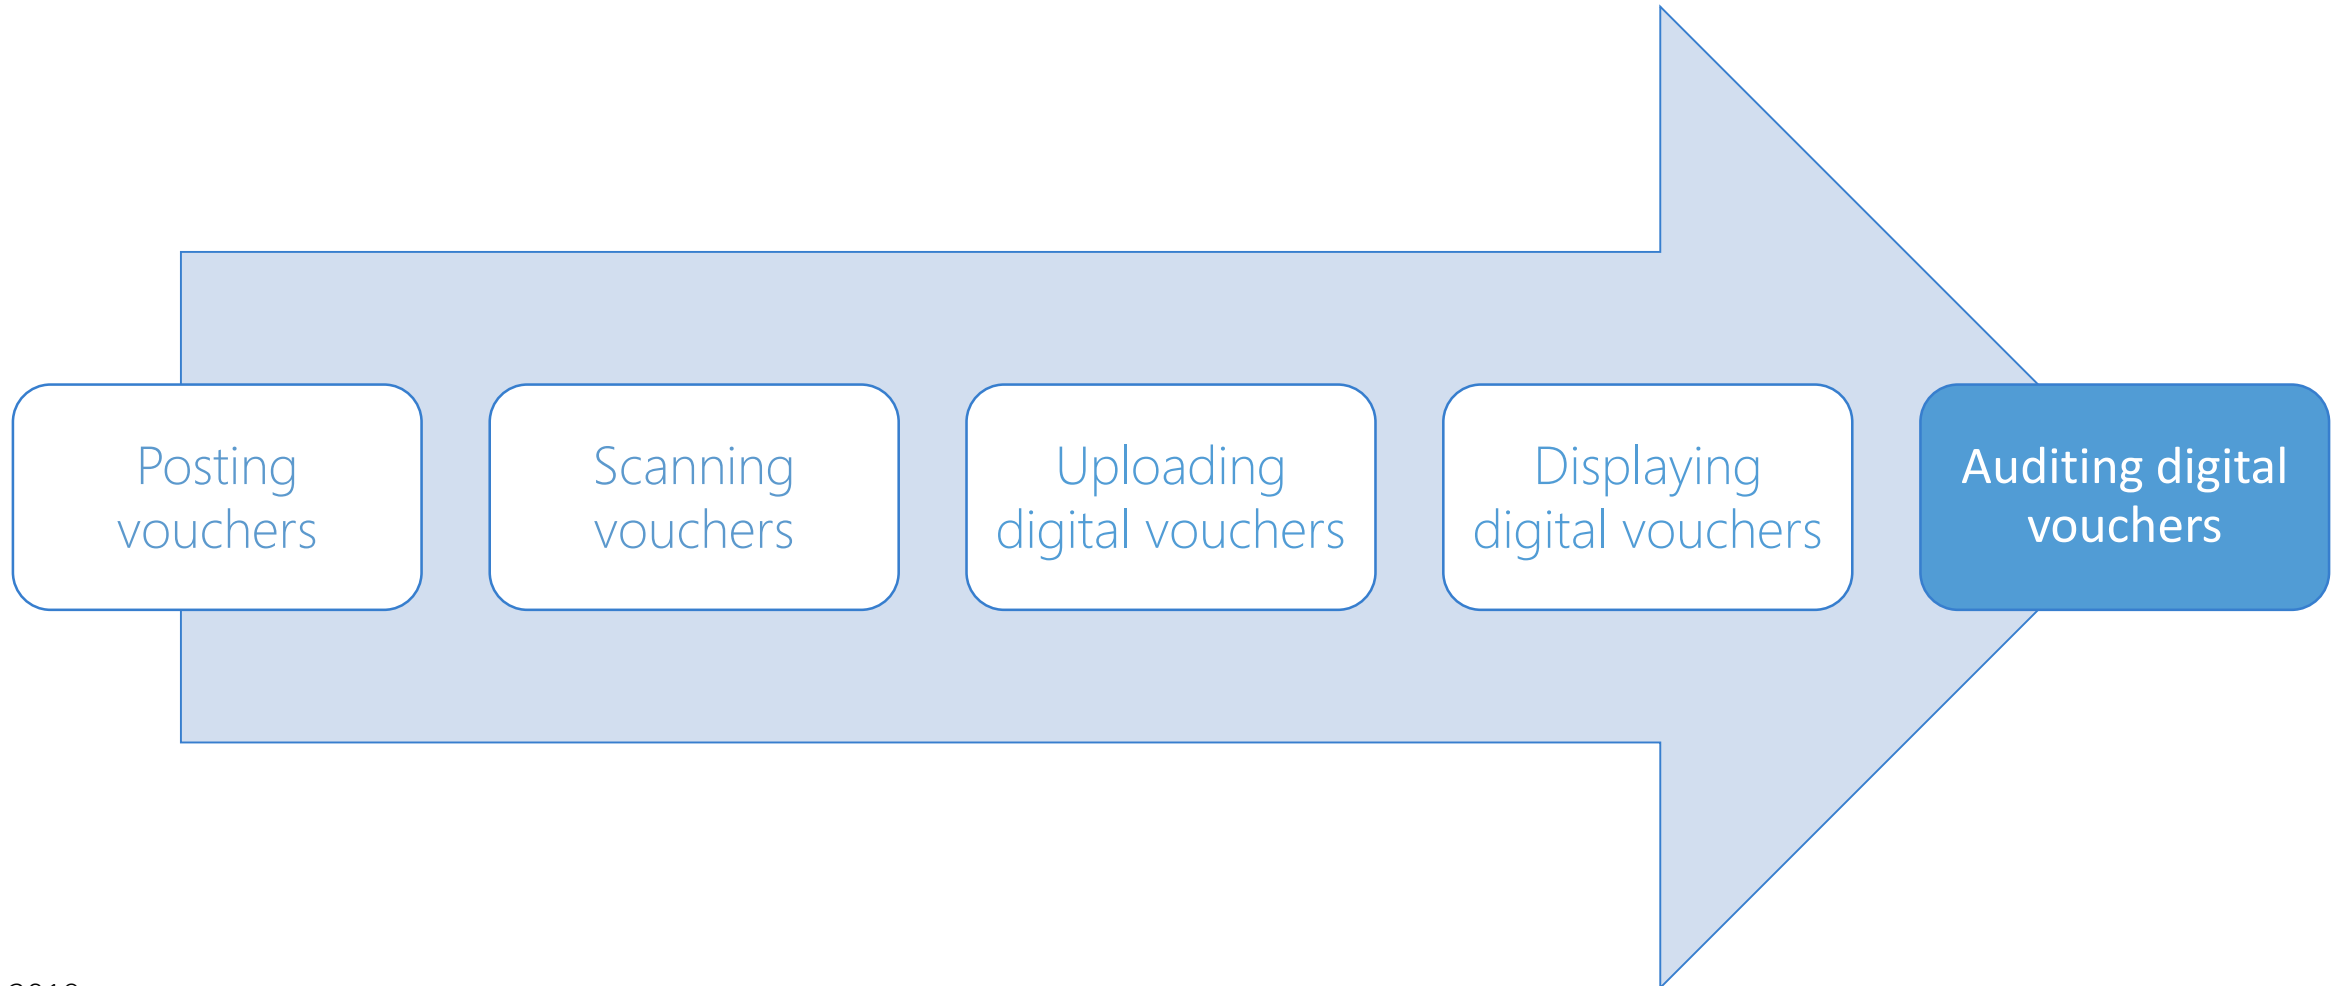 Posting
vouchers
Scanning
vouchers
Uploading
digital vouchers
Displaying
digital vouchers
Auditing digital
vouchers